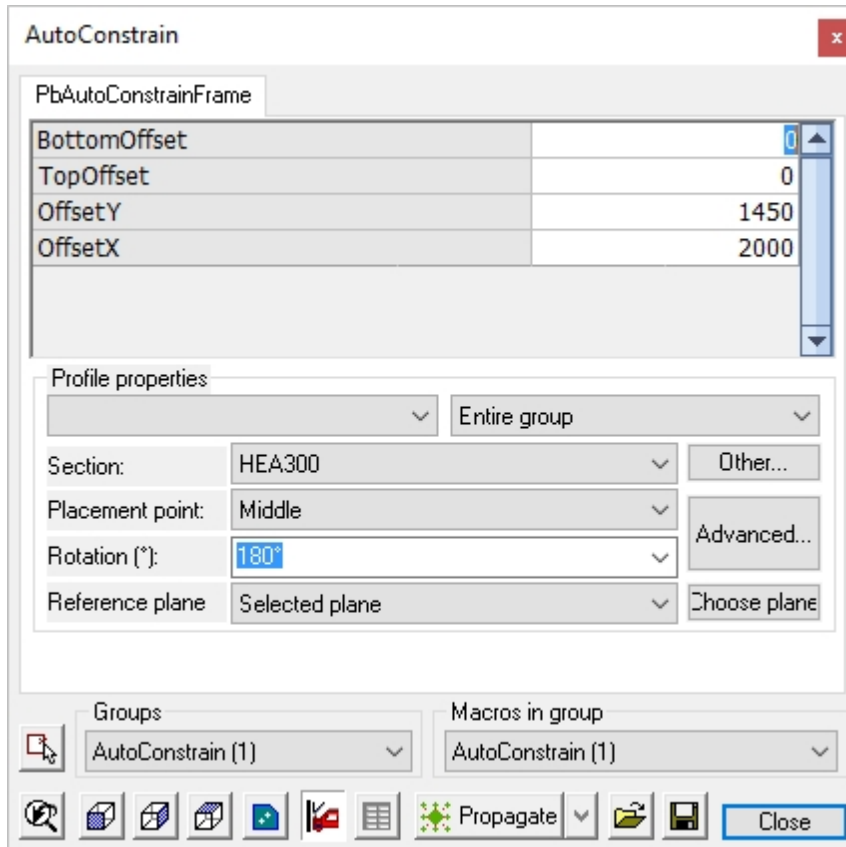 AutoConstrain
x
PbAutoConstrainFrame
BottomOffset 0
TopOffset 0
OffsetY 1450
OffsetX 2000
Profile properties
Entire group
Section: HEA300 Other...
Placement point: Middle
Advanced...
Rotation (°): 180°
Reference plane Selected plane Choose plane
Groups Macros in group
AutoConstrain (1) AutoConstrain (1)
Propagate Close